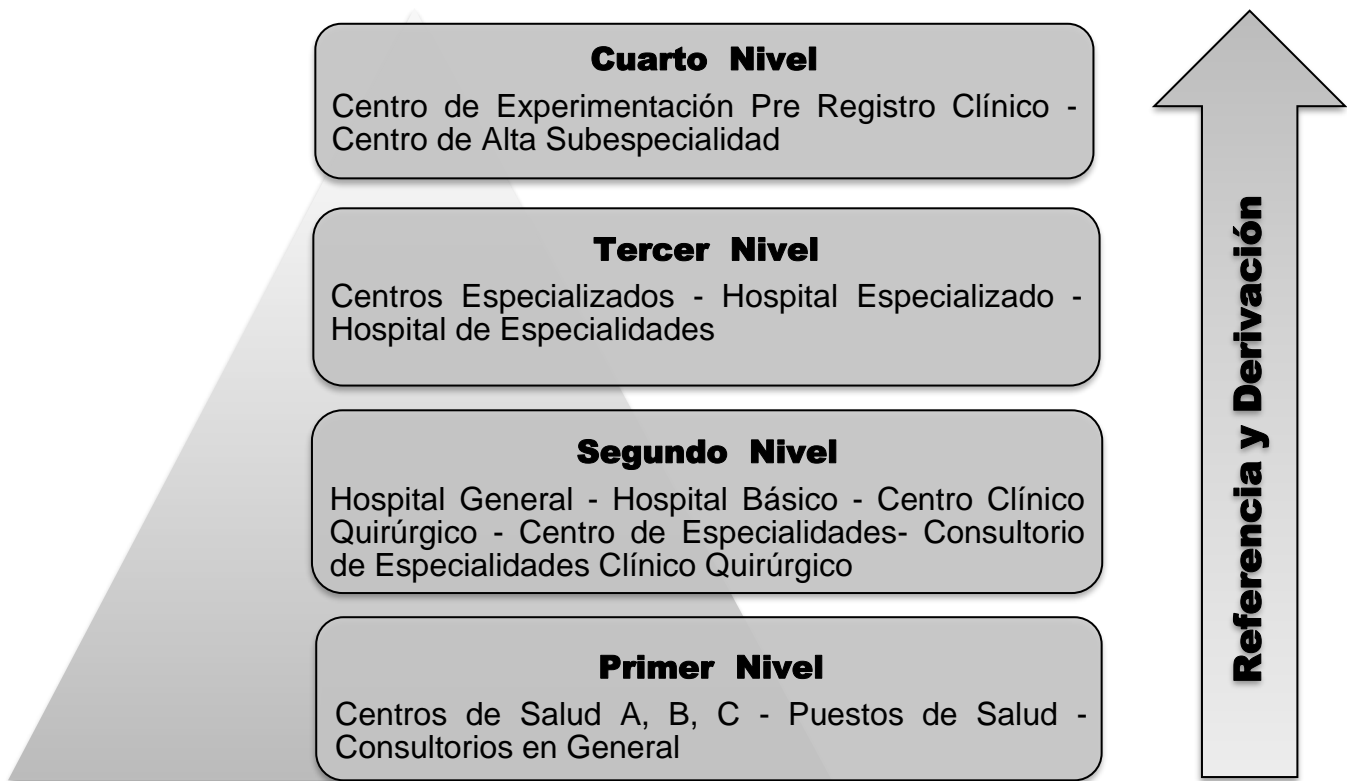 Cuarto Nivel
Centro de Experimentación Pre Registro Clínico -
Centro de Alta Subespecialidad
Tercer Nivel
Centros Especializados - Hospital Especializado -
Hospital de Especialidades
Segundo Nivel
Hospital General - Hospital Básico - Centro Clínico
Quirúrgico - Centro de Especialidades- Consultorio
de Especialidades Clínico Quirúrgico
Primer Nivel
Centros de Salud A, B, C - Puestos de Salud -
Consultorios en General
Referencia y Derivación